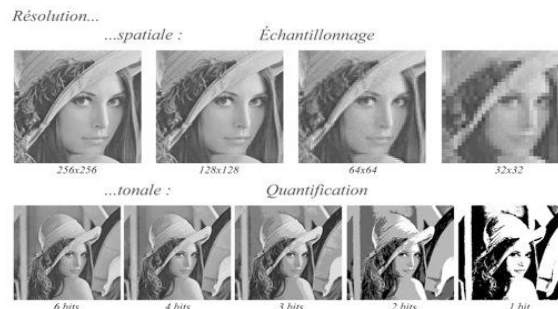 Résolution...
...spatiale : Échantillonnage
256x256 128x128 64x64 32x32
...tonale : Quantification
6 bits 4 bits 3 bits 2 bits 1 bit